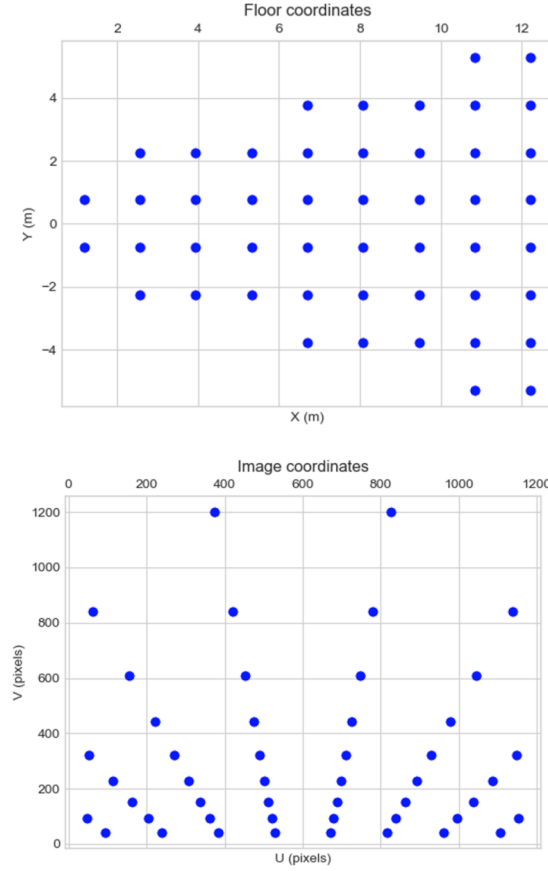 Floor coordinates
2 4 6 8 10 12
4
2
0
−2
−4
Y (m)
X (m)
Image coordinates
0 200 400 600 800 1000 1200
1200
1000
800
600
400
200
0
V (pixels)
U (pixels)